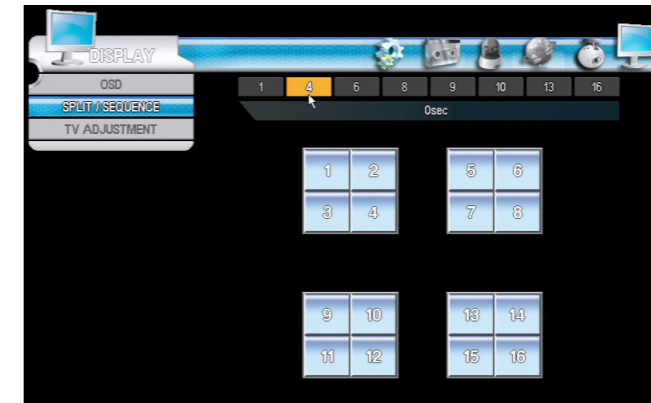 DISPLAY
OSD
SPLIT / SEQUENCE
TV ADJUSTMENT
1 4 6 8 9 10 13 16
0sec
1 2 5 6
3 4 7 8
9 10 13 14
11 12 15 16